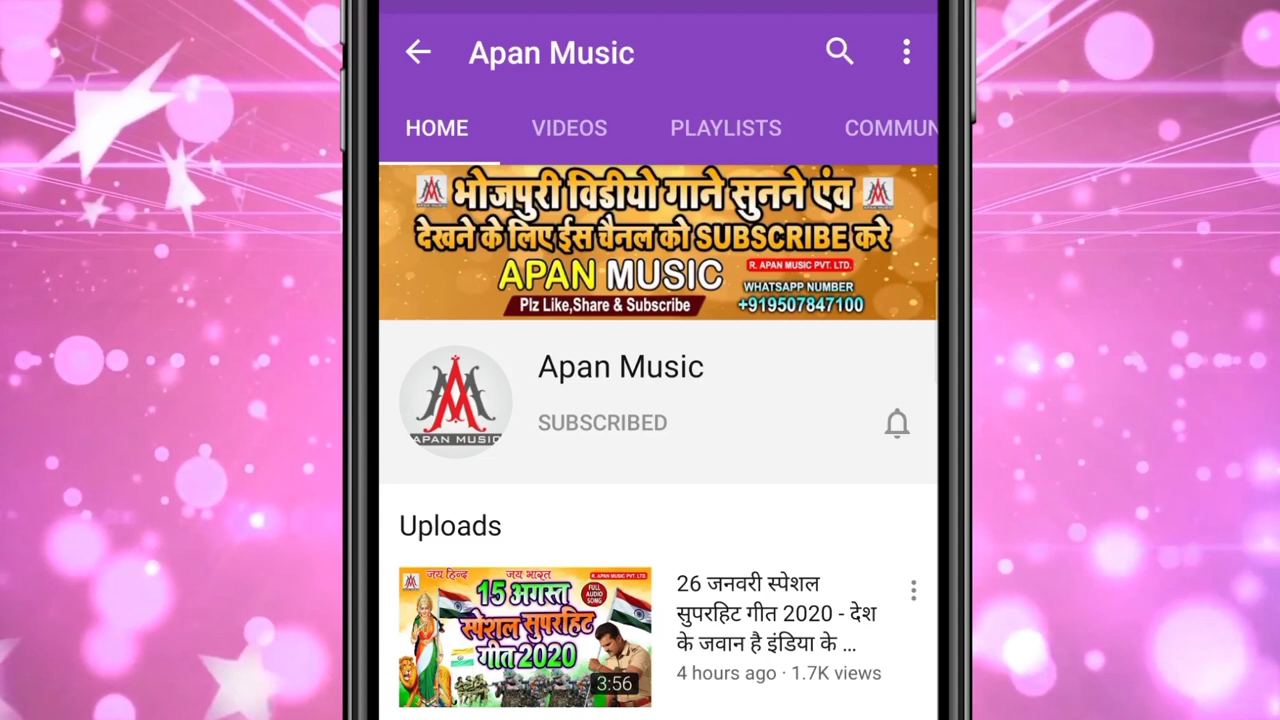 Apan Music
HOME VIDEOS PLAYLISTS COMMUN
भोजपुरी विडीयो गाने सुनने एंव
देखने के लिए ईस चैनल को SUBSCRIBE करे
APAN MUSIC
R. APAN MUSIC PVT. LTD.
WHATSAPP NUMBER
Plz Like,Share & Subscribe
+919507847100
Apan Music
SUBSCRIBED
APAN MUSIC
Uploads
जय हिन्द जय भारत
R. APAN MUSIC PVT. LTD
15 अगस्त
FULL
AUDIO
SONG
स्पेशल सुपरहिट
गीत 2020
3:56
26 जनवरी स्पेशल
सुपरहिट गीत 2020 - देश
के जवान है इंडिया के ...
4 hours ago · 1.7K views